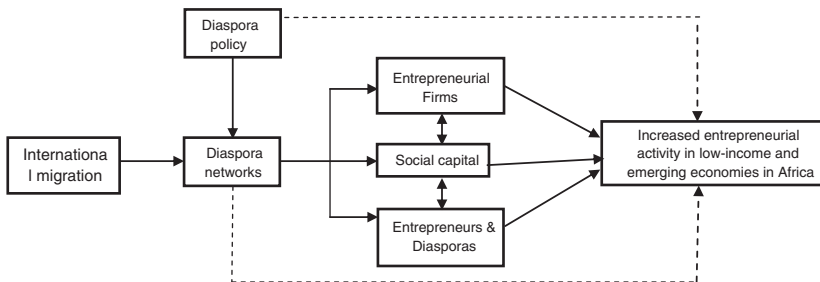 Diaspora
policy
Entrepreneurial
Firms
Internationa
l migration
Diaspora
networks
Social capital
Increased entrepreneurial
activity in low-income and
emerging economies in Africa
Entrepreneurs &
Diasporas